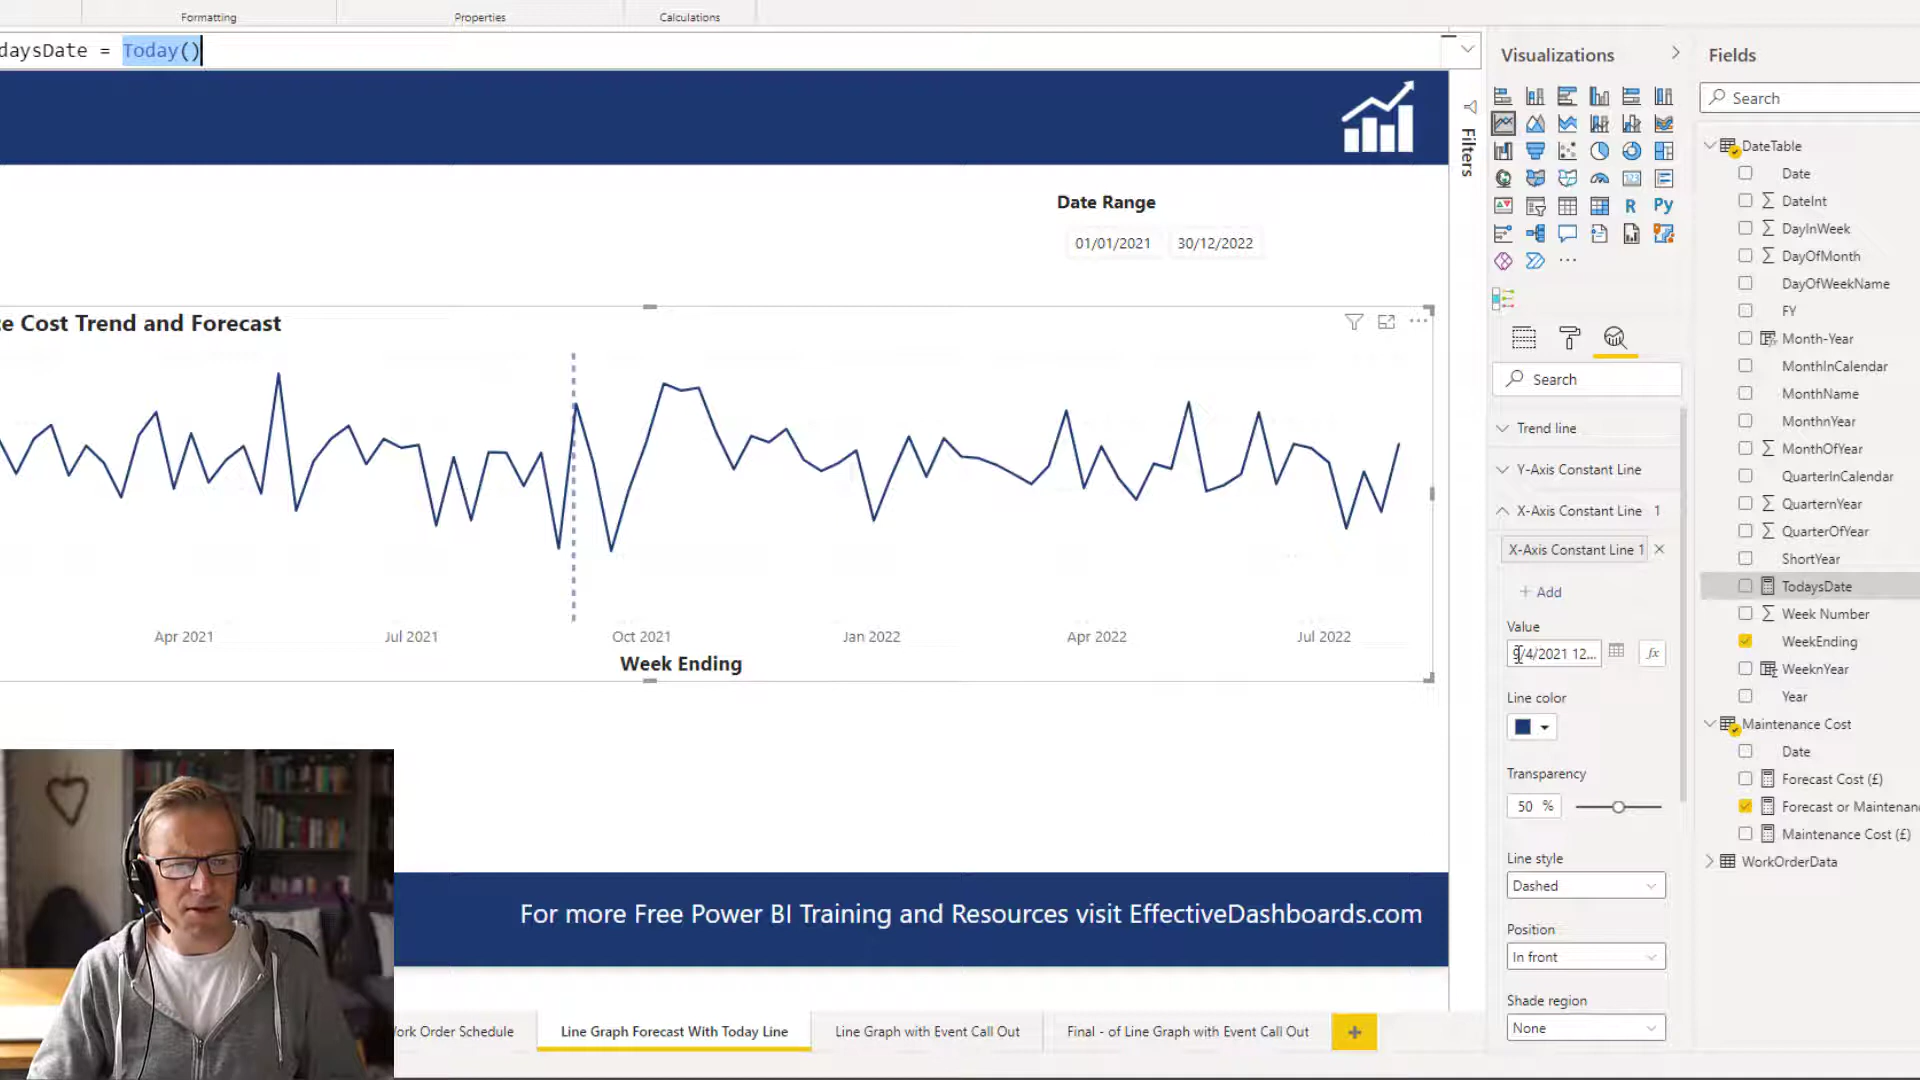 Formatting
Properties
Calculations
daysDate = Today()
Visualizations
Fields
Search
Filters
Date Range
01/01/2021
30/12/2022
e Cost Trend and Forecast
Apr 2021
Jul 2021
Oct 2021
Jan 2022
Apr 2022
Jul 2022
Week Ending
R
Py
123
Search
Trend line
Y-Axis Constant Line
X-Axis Constant Line 1
X-Axis Constant Line 1
Add
Value
9/4/2021 12...
fx
Line color
Transparency
50 %
Line style
Dashed
Position
In front
Shade region
None
DateTable
Date
DateInt
DayInWeek
DayOfMonth
DayOfWeekName
FY
Month-Year
MonthInCalendar
MonthName
MonthnYear
MonthOfYear
QuarterInCalendar
QuarternYear
QuarterOfYear
ShortYear
TodaysDate
Week Number
WeekEnding
WeeknYear
Year
Maintenance Cost
Date
Forecast Cost (£)
Forecast or Maintenan
Maintenance Cost (£)
WorkOrderData
For more Free Power BI Training and Resources visit EffectiveDashboards.com
ork Order Schedule
Line Graph Forecast With Today Line
Line Graph with Event Call Out
Final - of Line Graph with Event Call Out